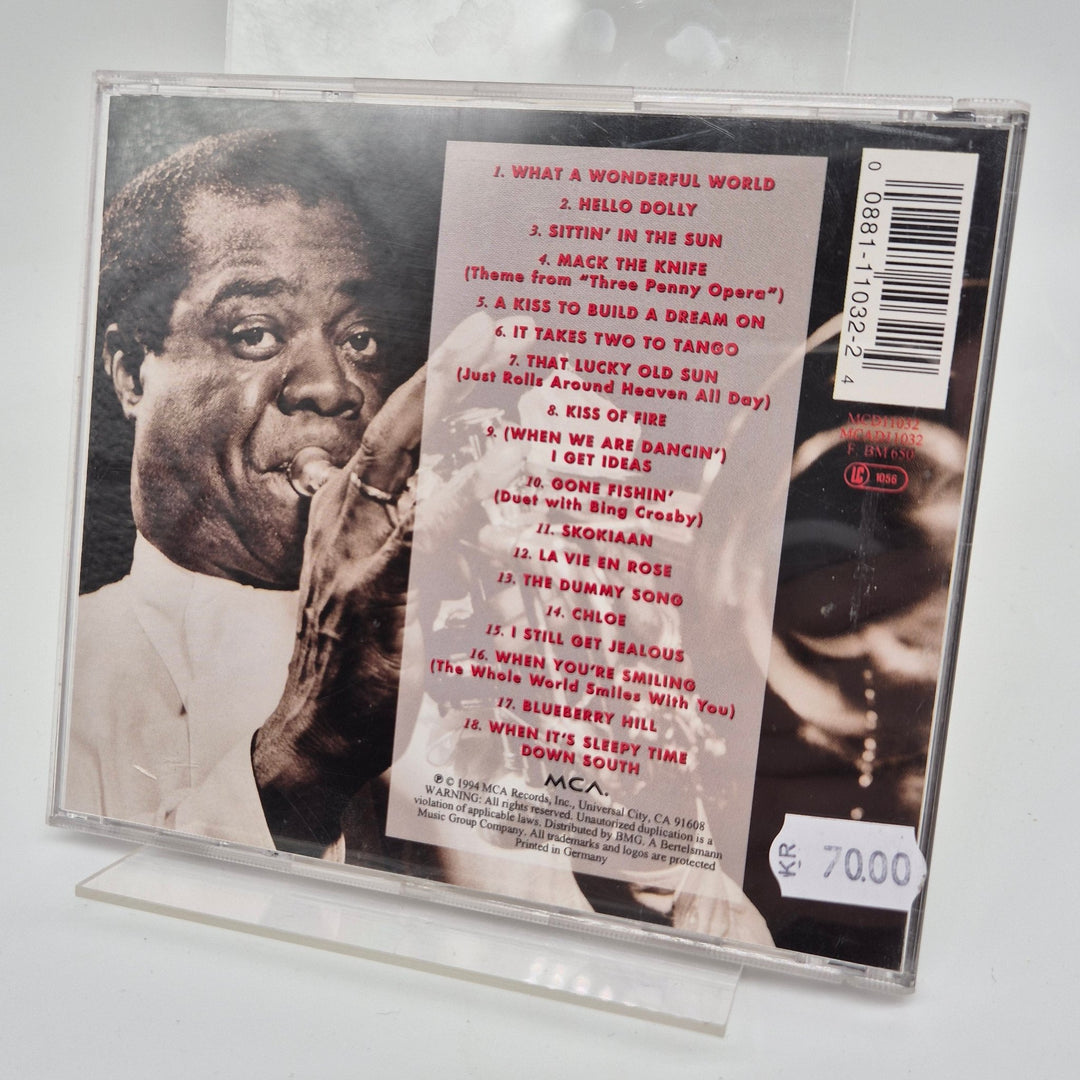 1. WHAT A WONDERFUL WORLD
2. HELLO DOLLY
3. SITTIN' IN THE SUN
4. MACK THE KNIFE
(Theme from "Three Penny Opera")
5. A KISS TO BUILD A DREAM ON
6. IT TAKES TWO TO TANGO
7. THAT LUCKY OLD SUN
(Just Rolls Around Heaven All Day)
8. KISS OF FIRE
9. (WHEN WE ARE DANCIN')
I GET IDEAS
10. GONE FISHIN'
(Duet with Bing Crosby)
11. SKOKIAAN
12. LA VIE EN ROSE
13. THE DUMMY SONG
14. CHLOE
15. I STILL GET JEALOUS
16. WHEN YOU'RE SMILING
(The Whole World Smiles With You)
17. BLUEBERRY HILL
18. WHEN IT'S SLEEPY TIME
DOWN SOUTH
MCA.
℗ © 1994 MCA Records, Inc., Universal City, CA 91608
WARNING: All rights reserved. Unautorized duplication is a
violation of applicable laws. Distributed by BMG. A Bertelsmann
Music Group Company. All trademarks and logos are protected
Printed in Germany
0 0881-11032-2 4
MCD11032
MCAD11032
F. BM 650
LC 1056
KR 70.00